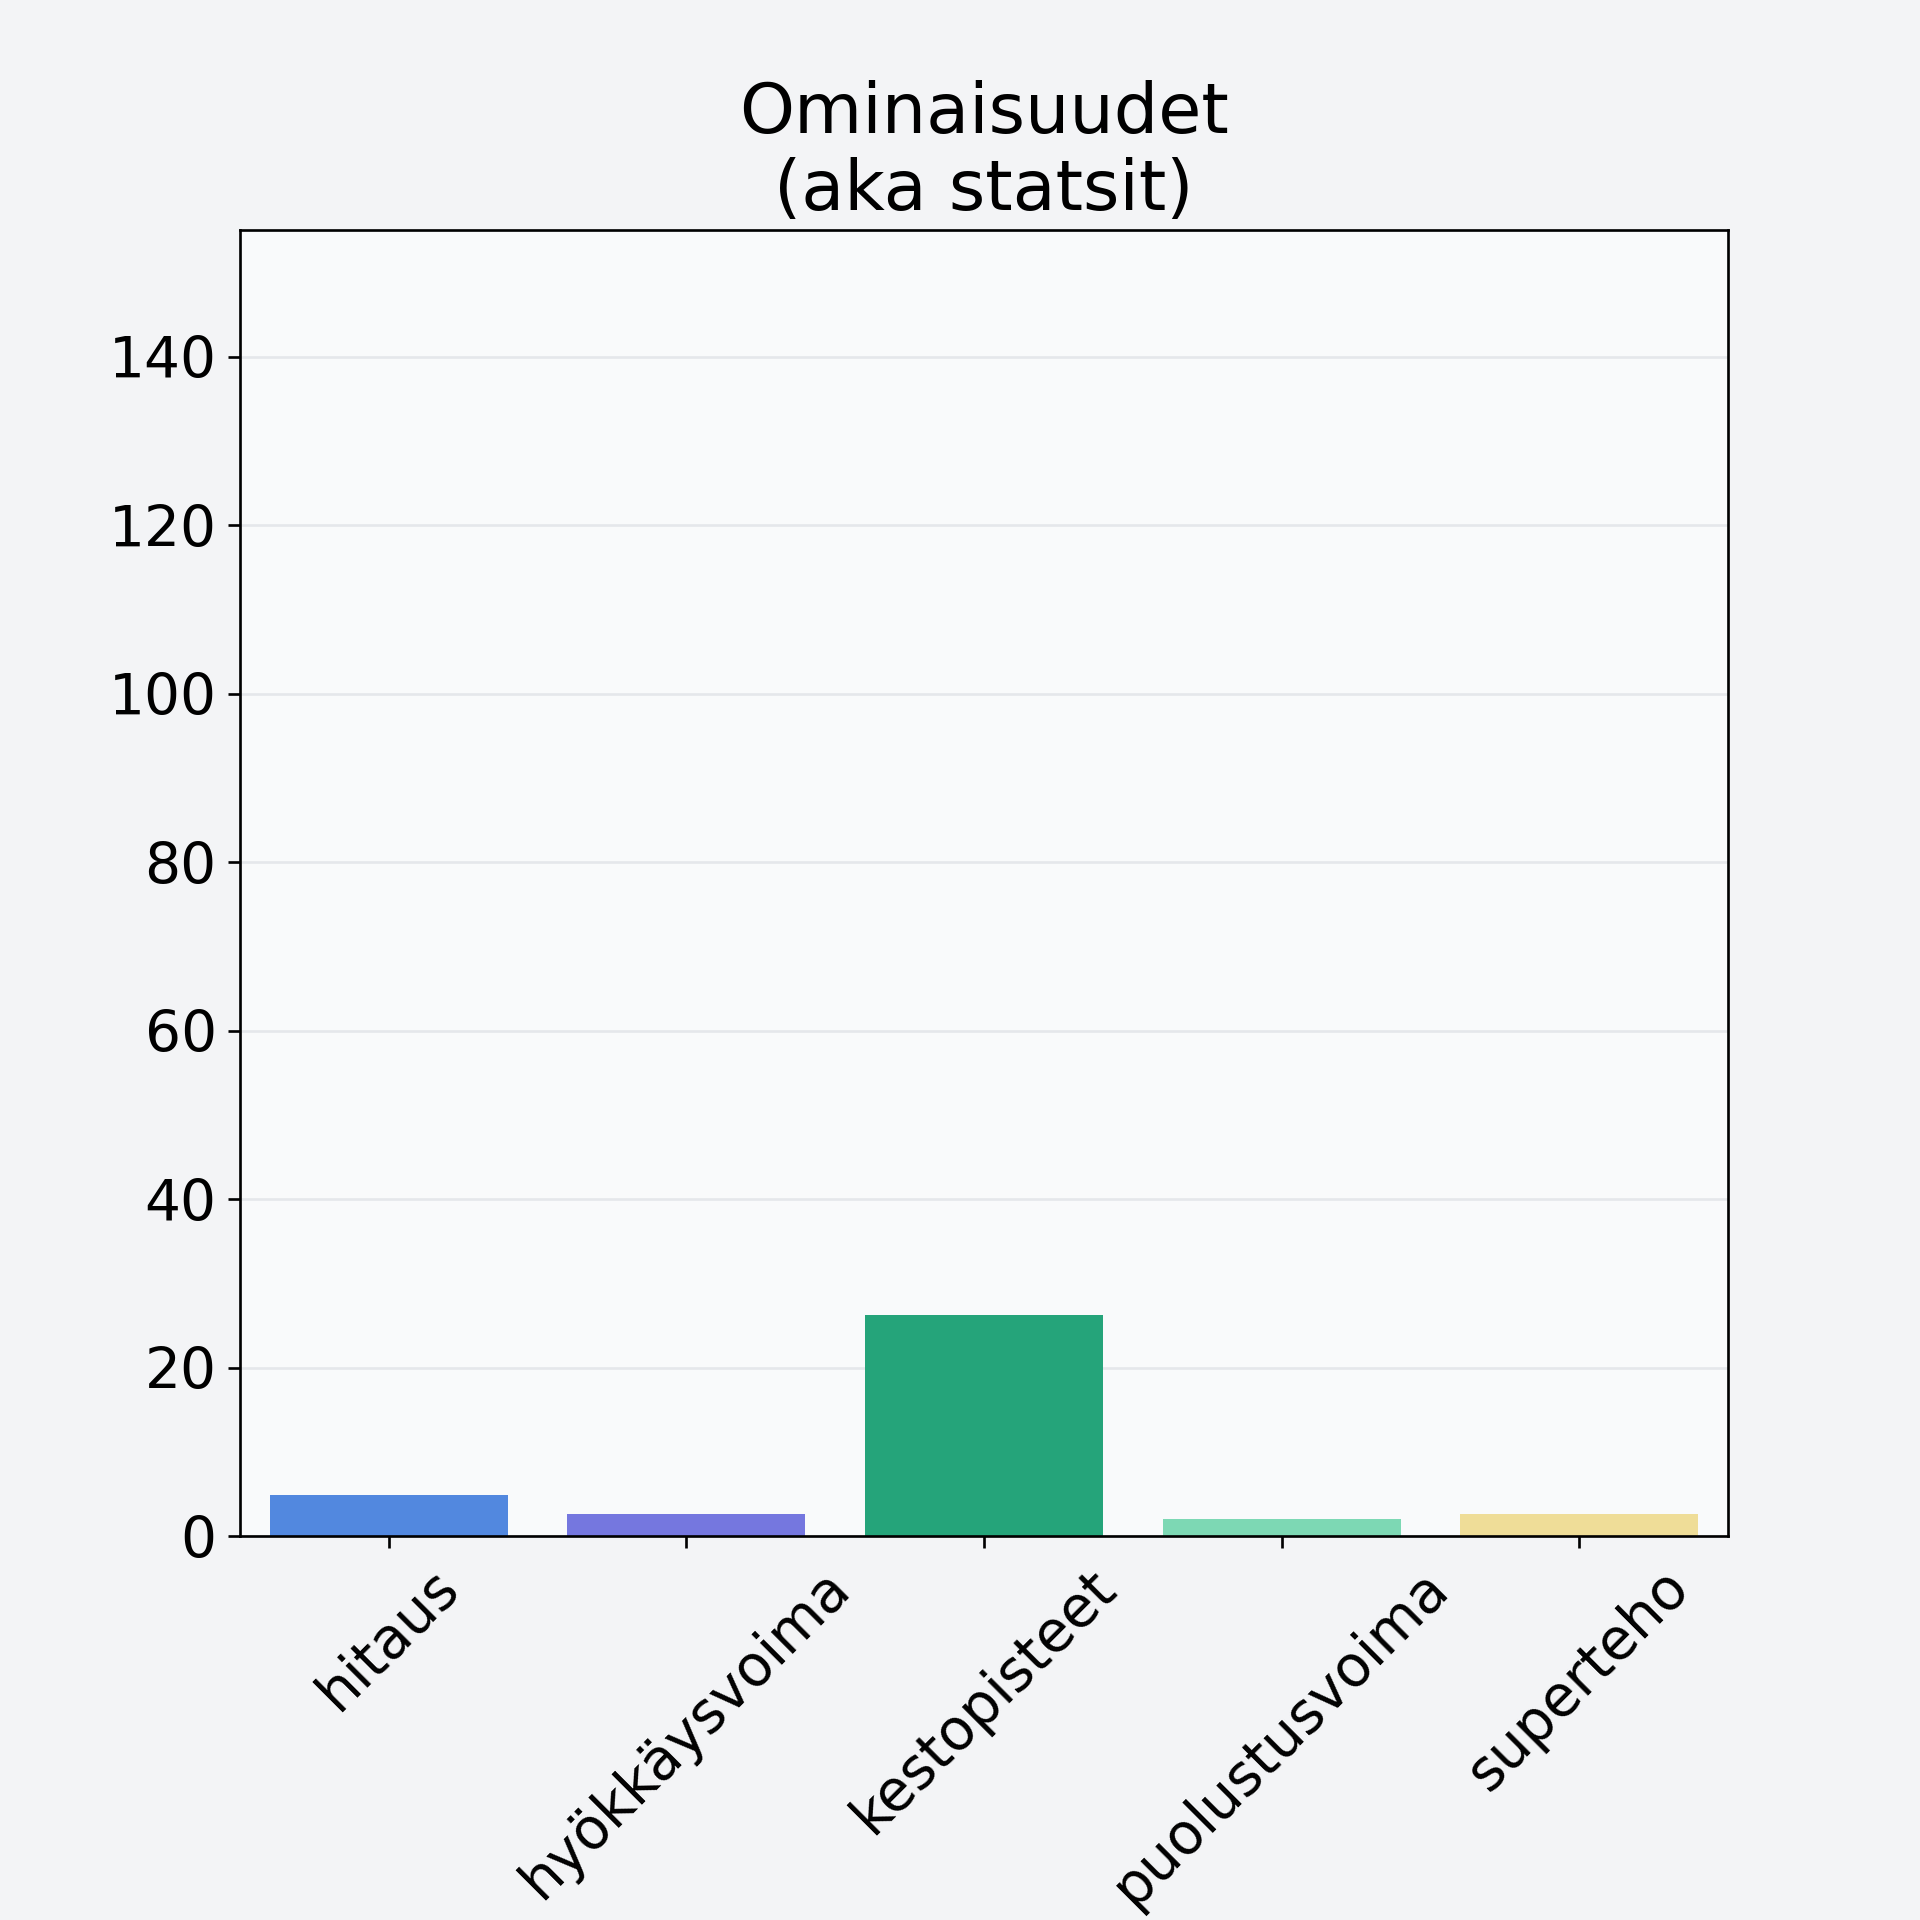 Ominaisuudet
(aka statsit)
140
120
100
80
60
40
20
0
hitaus
hyökkäysvoima
kestopisteet
puolustusvoima
superteho